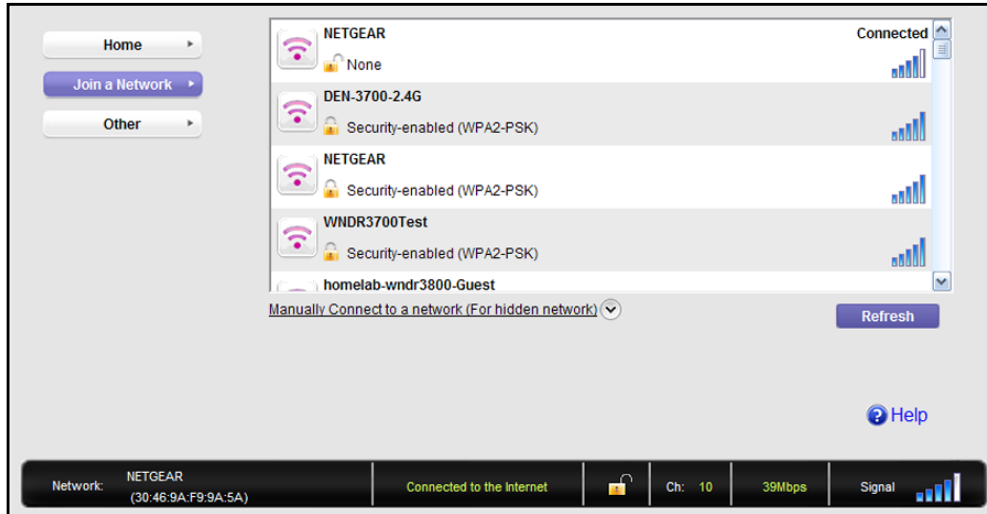 Home
Join a Network
Other
NETGEAR Connected
None
DEN-3700-2.4G
Security-enabled (WPA2-PSK)
NETGEAR
Security-enabled (WPA2-PSK)
WNDR3700Test
Security-enabled (WPA2-PSK)
homelab-wndr3800-Guest
Manually Connect to a network (For hidden network)
Refresh
? Help
Network: NETGEAR
(30:46:9A:F9:9A:5A)
Connected to the Internet
Ch: 10
39Mbps
Signal